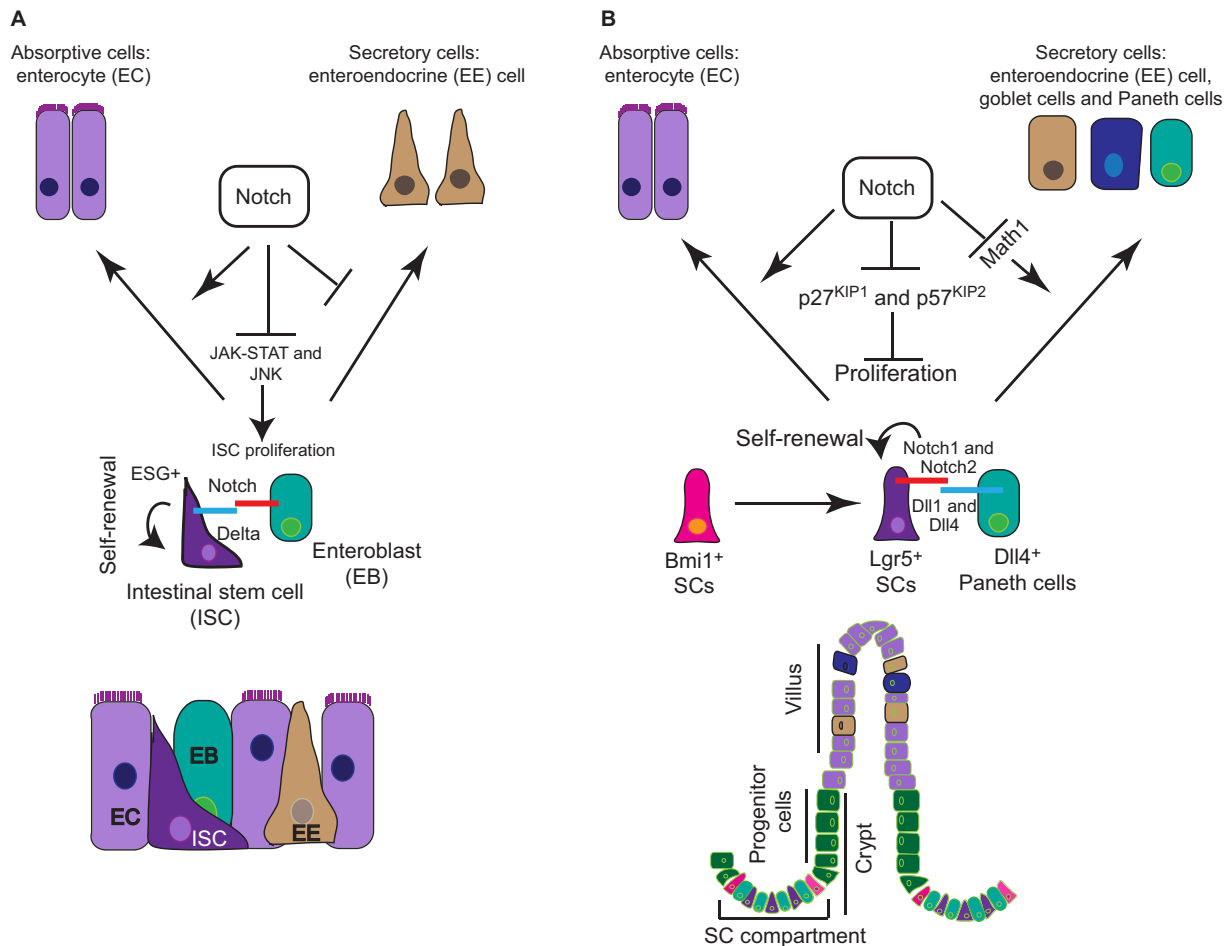 A
Absorptive cells:
enterocyte (EC)
Secretory cells:
enteroendocrine (EE) cell
Notch
JAK-STAT and
JNK
ISC proliferation
Self-renewal
ESG+
Notch
Delta
Enteroblast
(EB)
Intestinal stem cell
(ISC)
EB
EC
ISC
EE
B
Absorptive cells:
enterocyte (EC)
Secretory cells:
enteroendocrine (EE) cell,
goblet cells and Paneth cells
Notch
Math1
p27KIP1 and p57KIP2
Proliferation
Self-renewal
Notch1 and
Notch2
Dll1 and
Dll4
Bmi1+
SCs
Lgr5+
SCs
Dll4+
Paneth cells
Villus
Progenitor
cells
Crypt
SC compartment